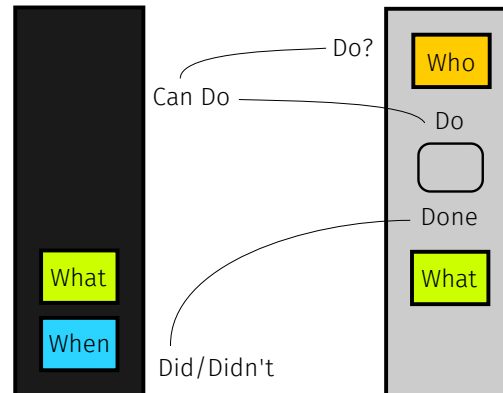 Do?
Who
Can Do
Do
Done
What
What
When
Did/Didn't